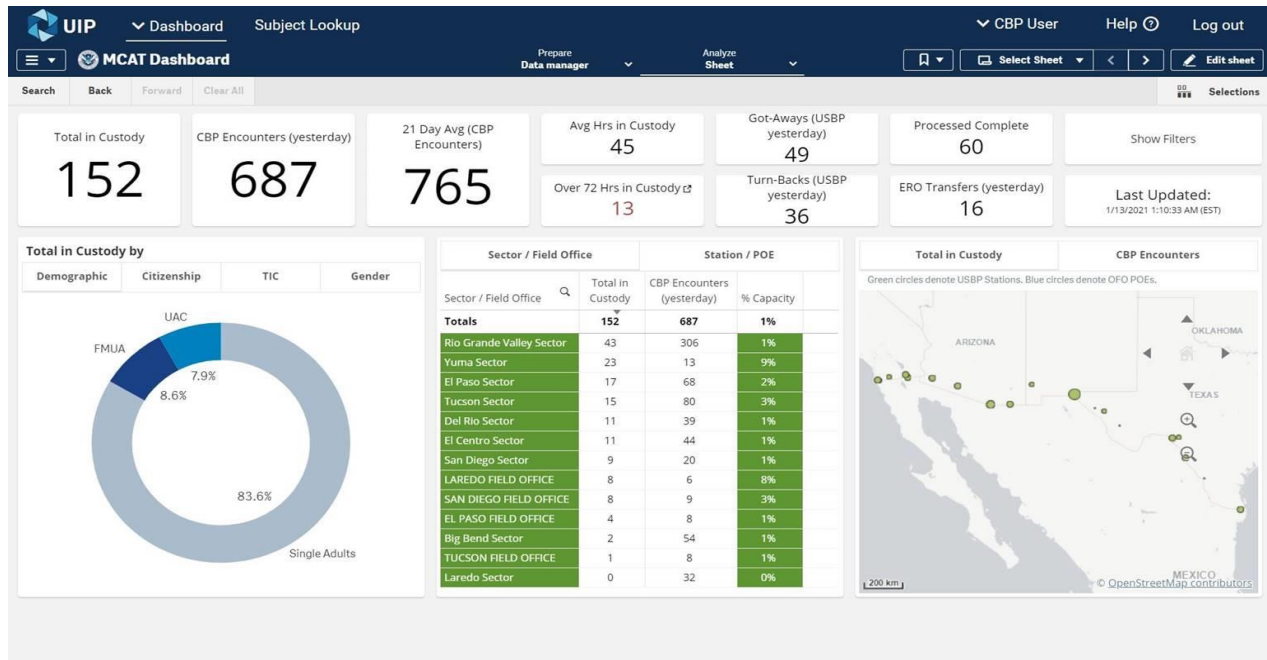 UIP
Dashboard
Subject Lookup
CBP User
Help ?
Log out
MCAT Dashboard
Prepare
Data manager
Analyze
Sheet
Select Sheet
Edit sheet
Search
Back
Forward
Clear All
Selections
Total in Custody
152
CBP Encounters (yesterday)
687
21 Day Avg (CBP
Encounters)
765
Avg Hrs in Custody
45
Over 72 Hrs in Custody
13
Got-Aways (USBP
yesterday)
49
Turn-Backs (USBP
yesterday)
36
Processed Complete
60
ERO Transfers (yesterday)
16
Show Filters
Last Updated:
1/13/2021 1:10:33 AM (EST)
Total in Custody by
Demographic
Citizenship
TIC
Gender
UAC
FMUA
7.9%
8.6%
83.6%
Single Adults
Sector / Field Office
Station / POE
Sector / Field Office
Total in
Custody
CBP Encounters
(yesterday)
% Capacity
Totals 152 687 1%
Rio Grande Valley Sector 43 306 1%
Yuma Sector 23 13 9%
El Paso Sector 17 68 2%
Tucson Sector 15 80 3%
Del Rio Sector 11 39 1%
El Centro Sector 11 44 1%
San Diego Sector 9 20 1%
LAREDO FIELD OFFICE 8 6 8%
SAN DIEGO FIELD OFFICE 8 9 3%
EL PASO FIELD OFFICE 4 8 1%
Big Bend Sector 2 54 1%
TUCSON FIELD OFFICE 1 8 1%
Laredo Sector 0 32 0%
Total in Custody
CBP Encounters
Green circles denote USBP Stations. Blue circles denote OFO POEs.
OKLAHOMA
ARIZONA
TEXAS
MEXICO
200 km
© OpenStreetMap contributors